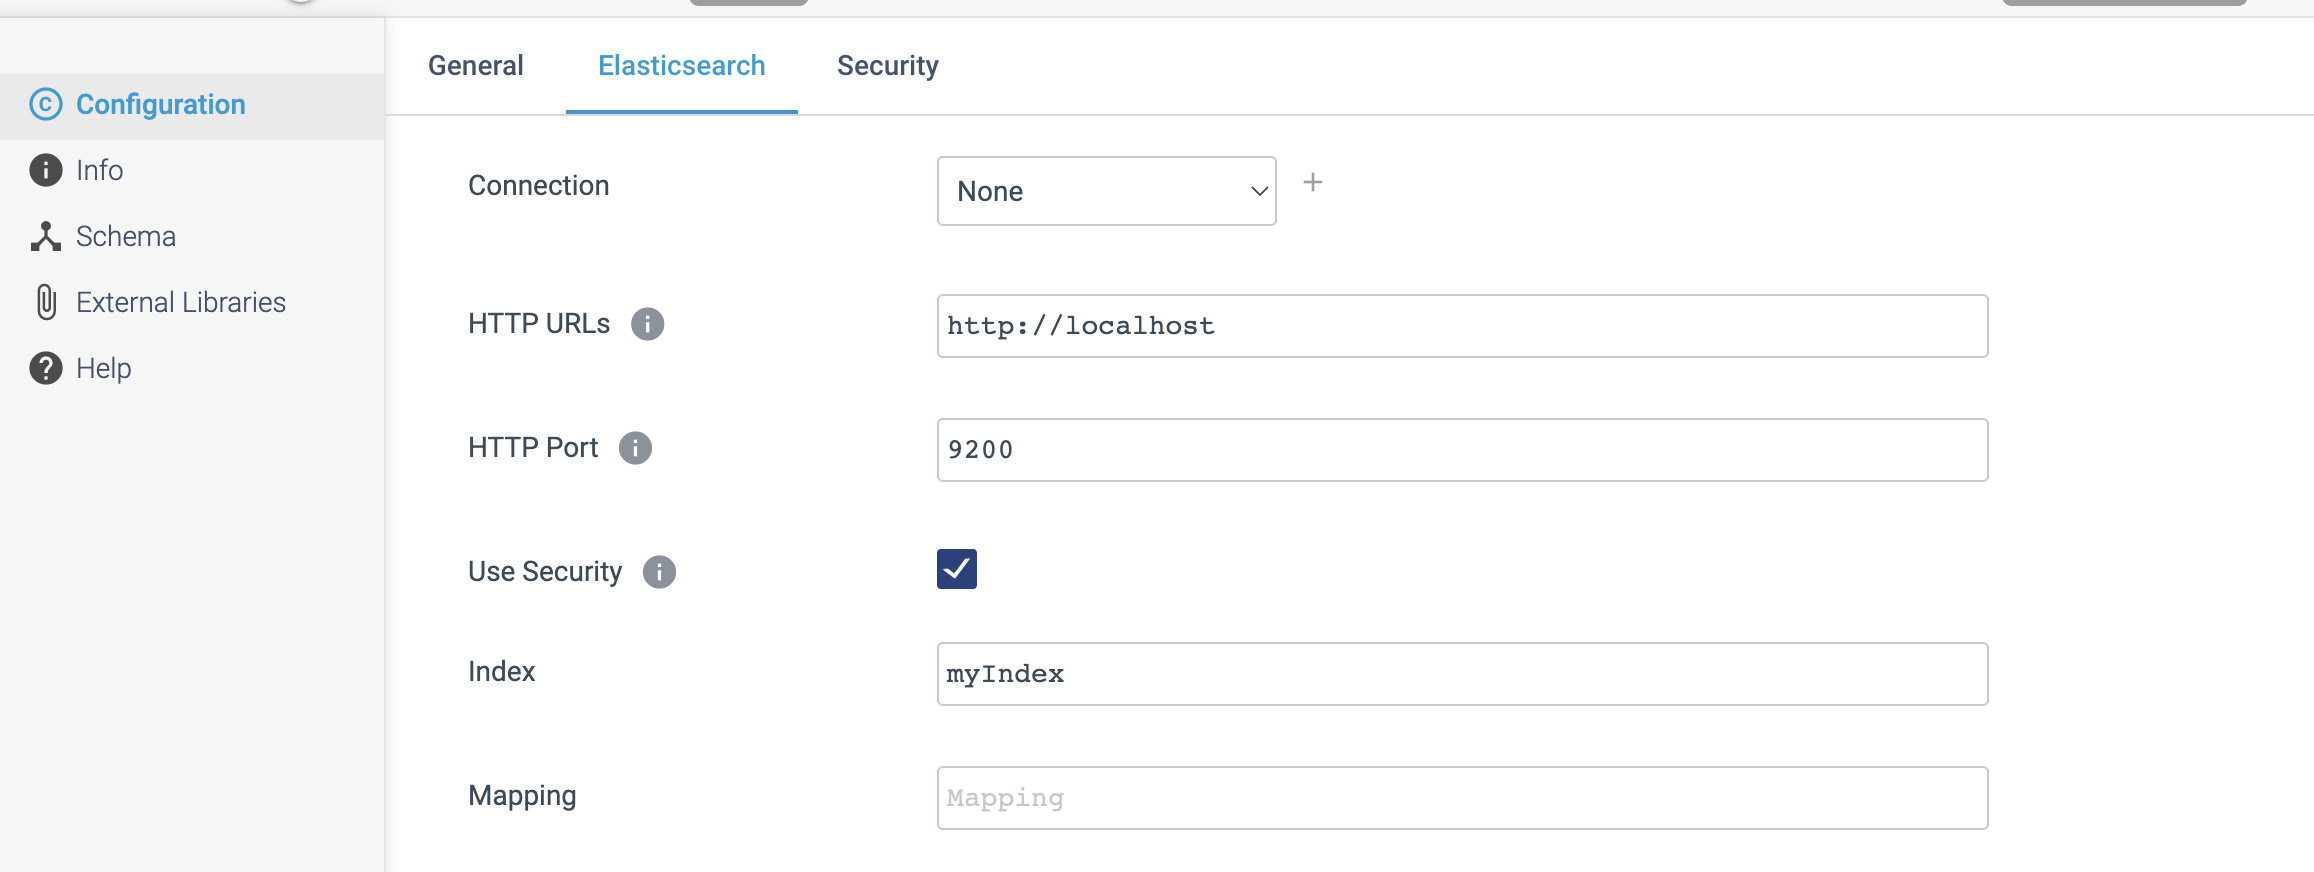 General
Elasticsearch
Security
Configuration
Info
Schema
External Libraries
Help
Connection
None
HTTP URLs
http://localhost
HTTP Port
9200
Use Security
Index
myIndex
Mapping
Mapping